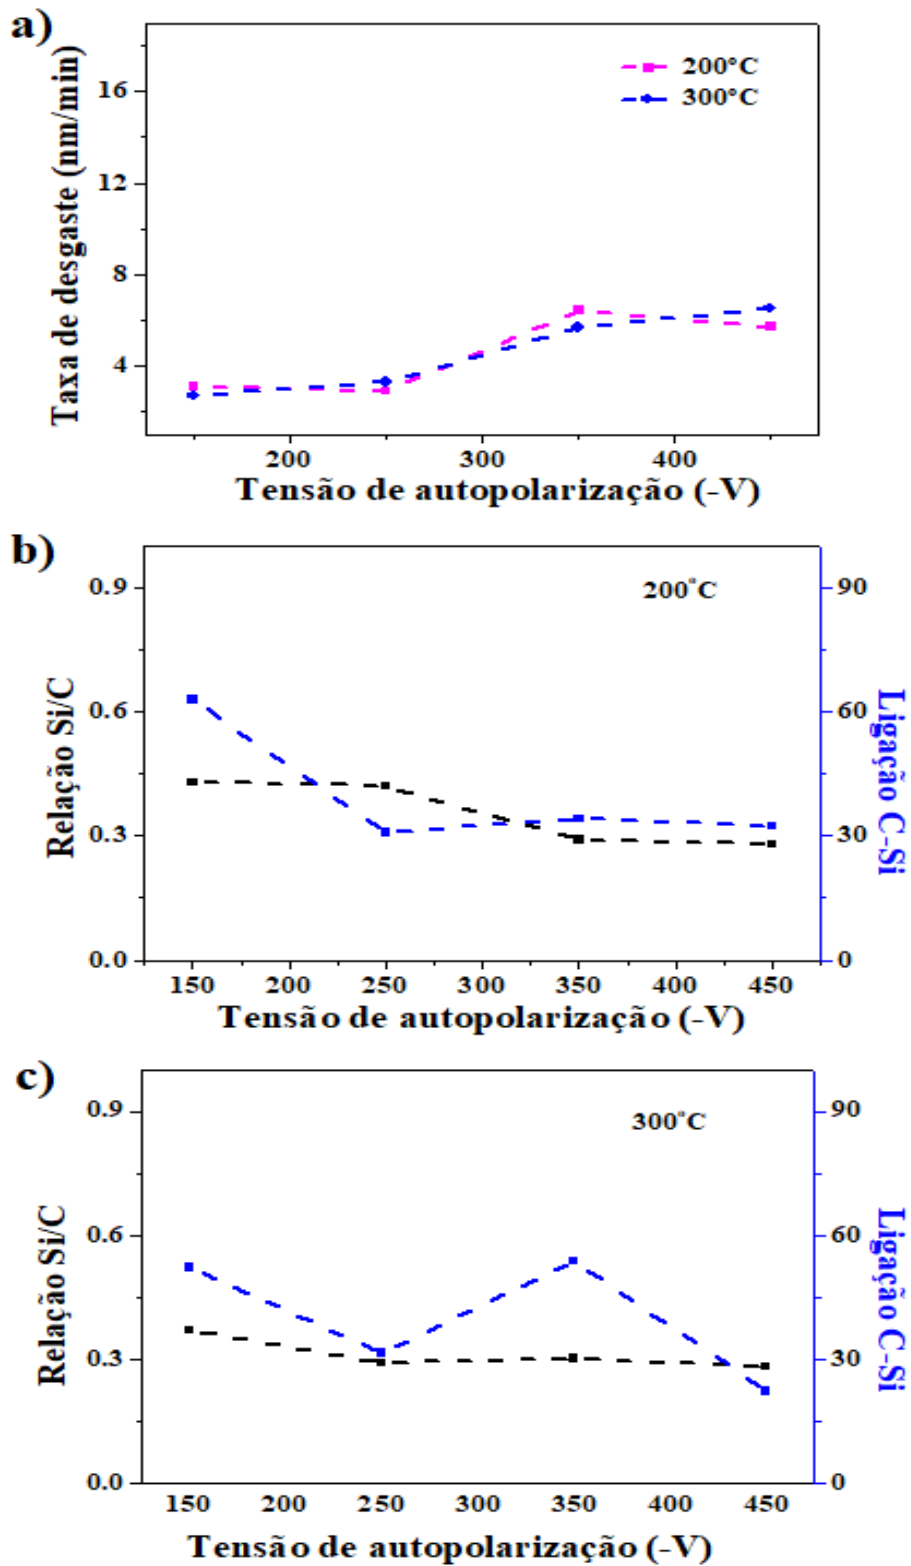 a)
Taxa de desgaste (nm/min)
16
12
8
4
200°C
300°C
200
300
400
Tensão de autopolarização (-V)
b)
Relação Si/C
0.9
0.6
0.3
0.0
200°C
90
60
30
0
Ligação C-Si
150 200 250 300 350 400 450
Tensão de autopolarização (-V)
c)
Relação Si/C
0.9
0.6
0.3
0.0
300°C
90
60
30
0
Ligação C-Si
150 200 250 300 350 400 450
Tensão de autopolarização (-V)